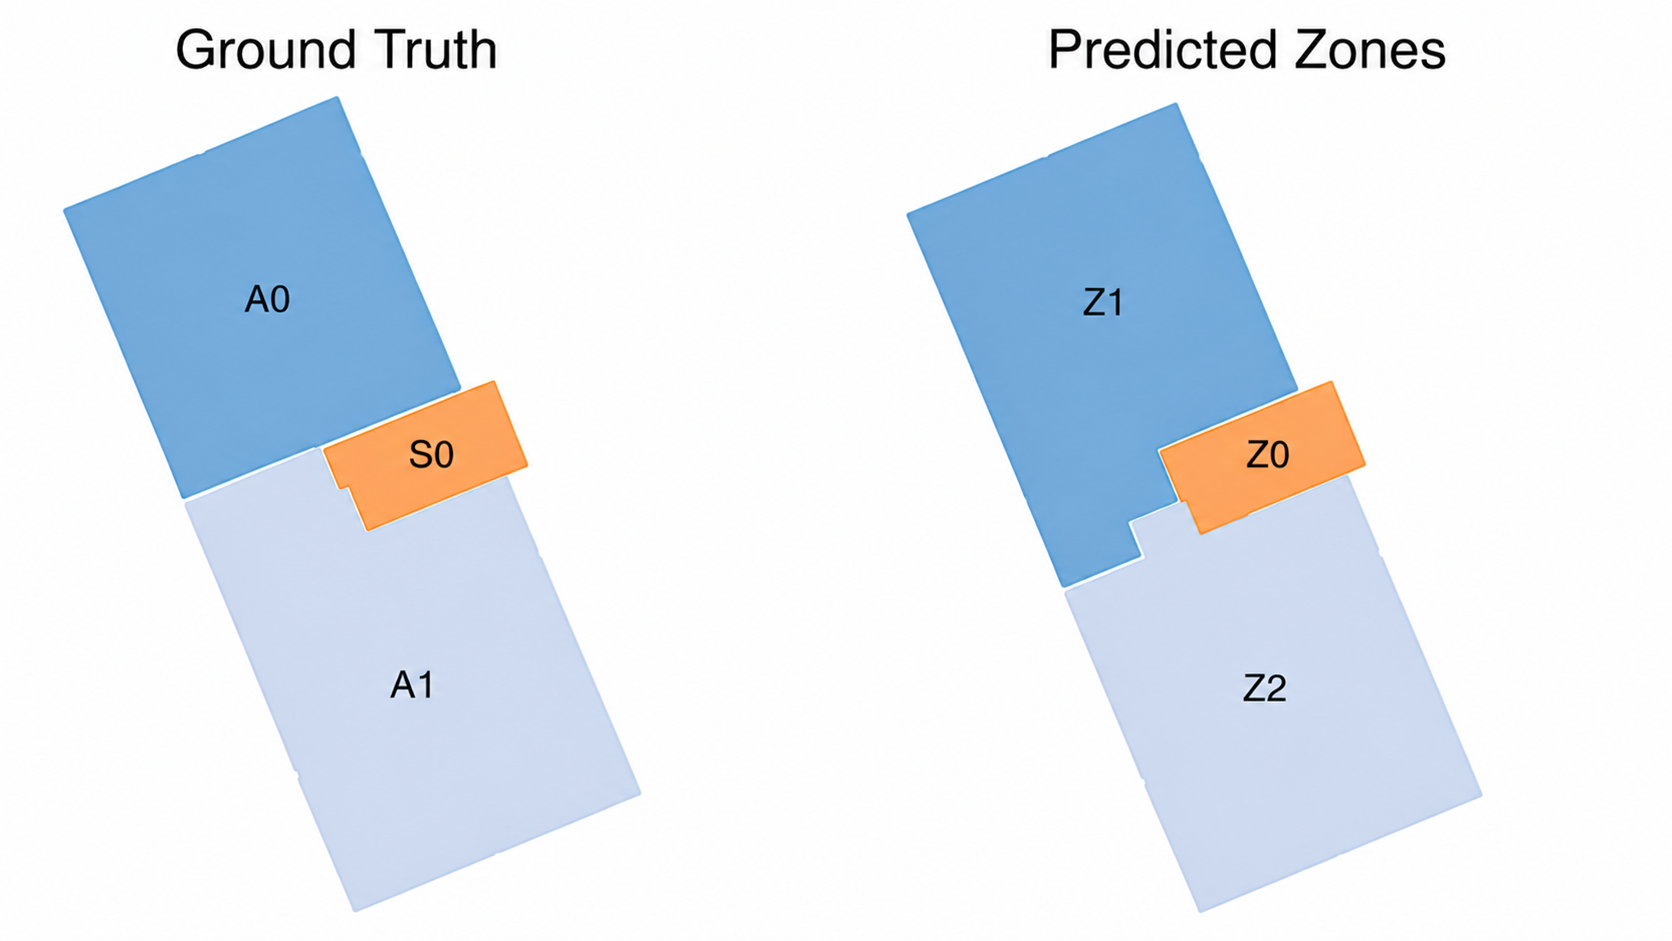 Ground Truth
Predicted Zones
A0
Z1
S0
Z0
A1
Z2